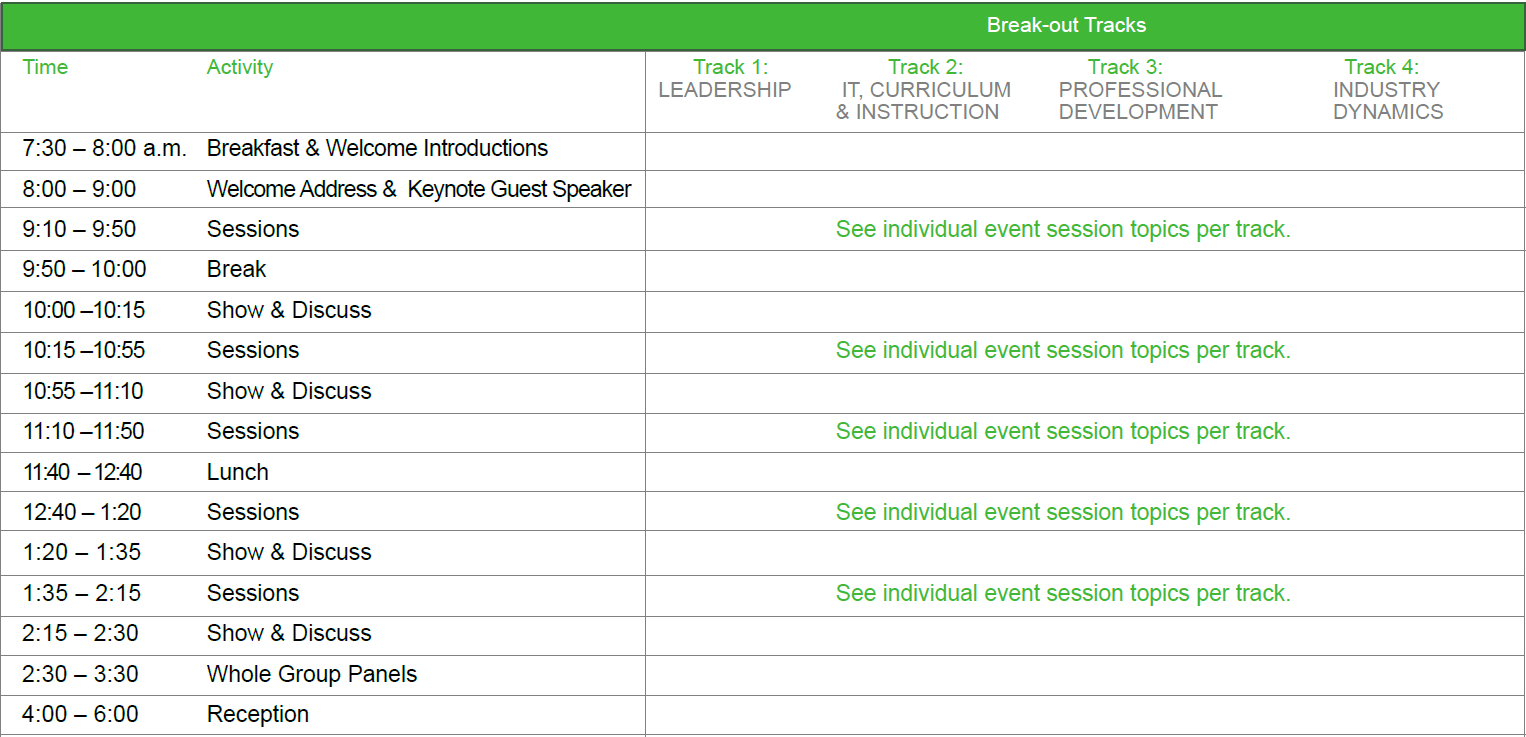 Break-out Tracks
Time Activity Track 1: Track 2: Track 3: Track 4:
LEADERSHIP IT, CURRICULUM PROFESSIONAL INDUSTRY
& INSTRUCTION DEVELOPMENT DYNAMICS
7:30 – 8:00 a.m. Breakfast & Welcome Introductions
8:00 – 9:00 Welcome Address & Keynote Guest Speaker
9:10 – 9:50 Sessions See individual event session topics per track.
9:50 – 10:00 Break
10:00 –10:15 Show & Discuss
10:15 –10:55 Sessions See individual event session topics per track.
10:55 –11:10 Show & Discuss
11:10 –11:50 Sessions See individual event session topics per track.
11:40 – 12:40 Lunch
12:40 – 1:20 Sessions See individual event session topics per track.
1:20 – 1:35 Show & Discuss
1:35 – 2:15 Sessions See individual event session topics per track.
2:15 – 2:30 Show & Discuss
2:30 – 3:30 Whole Group Panels
4:00 – 6:00 Reception